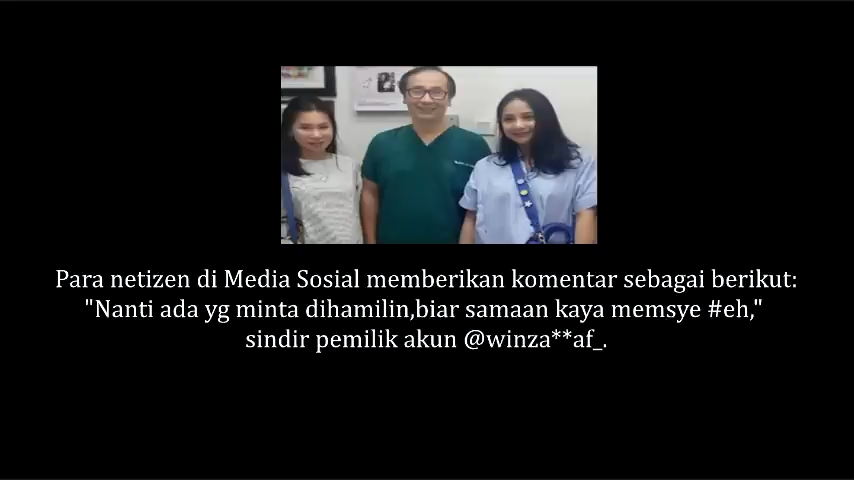 Para netizen di Media Sosial memberikan komentar sebagai berikut:
"Nanti ada yg minta dihamilin,biar samaan kaya memsye #eh,"
sindir pemilik akun @winza**af_.